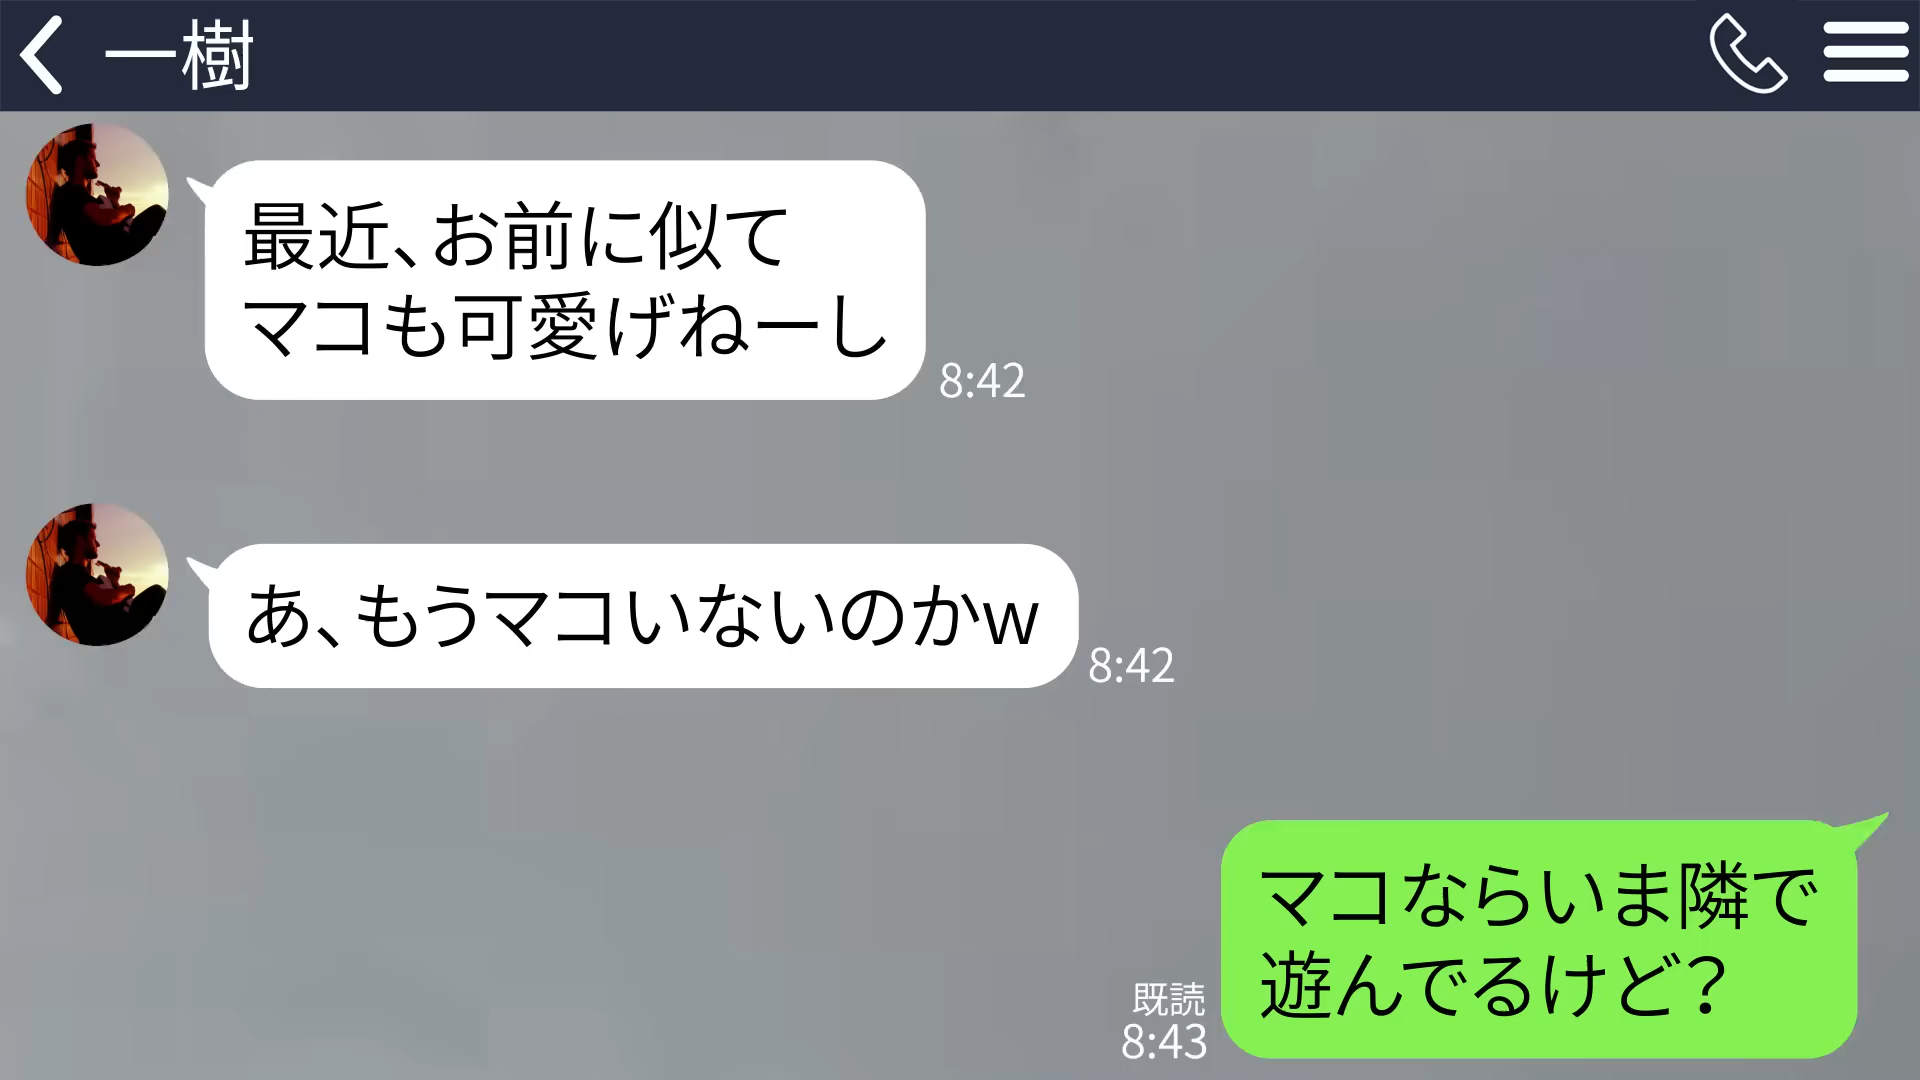 一樹
最近、お前に似て
マコも可愛げねーし
8:42
あ、もうマコいないのかw
8:42
マコならいま隣で
遊んでるけど？
既読
8:43